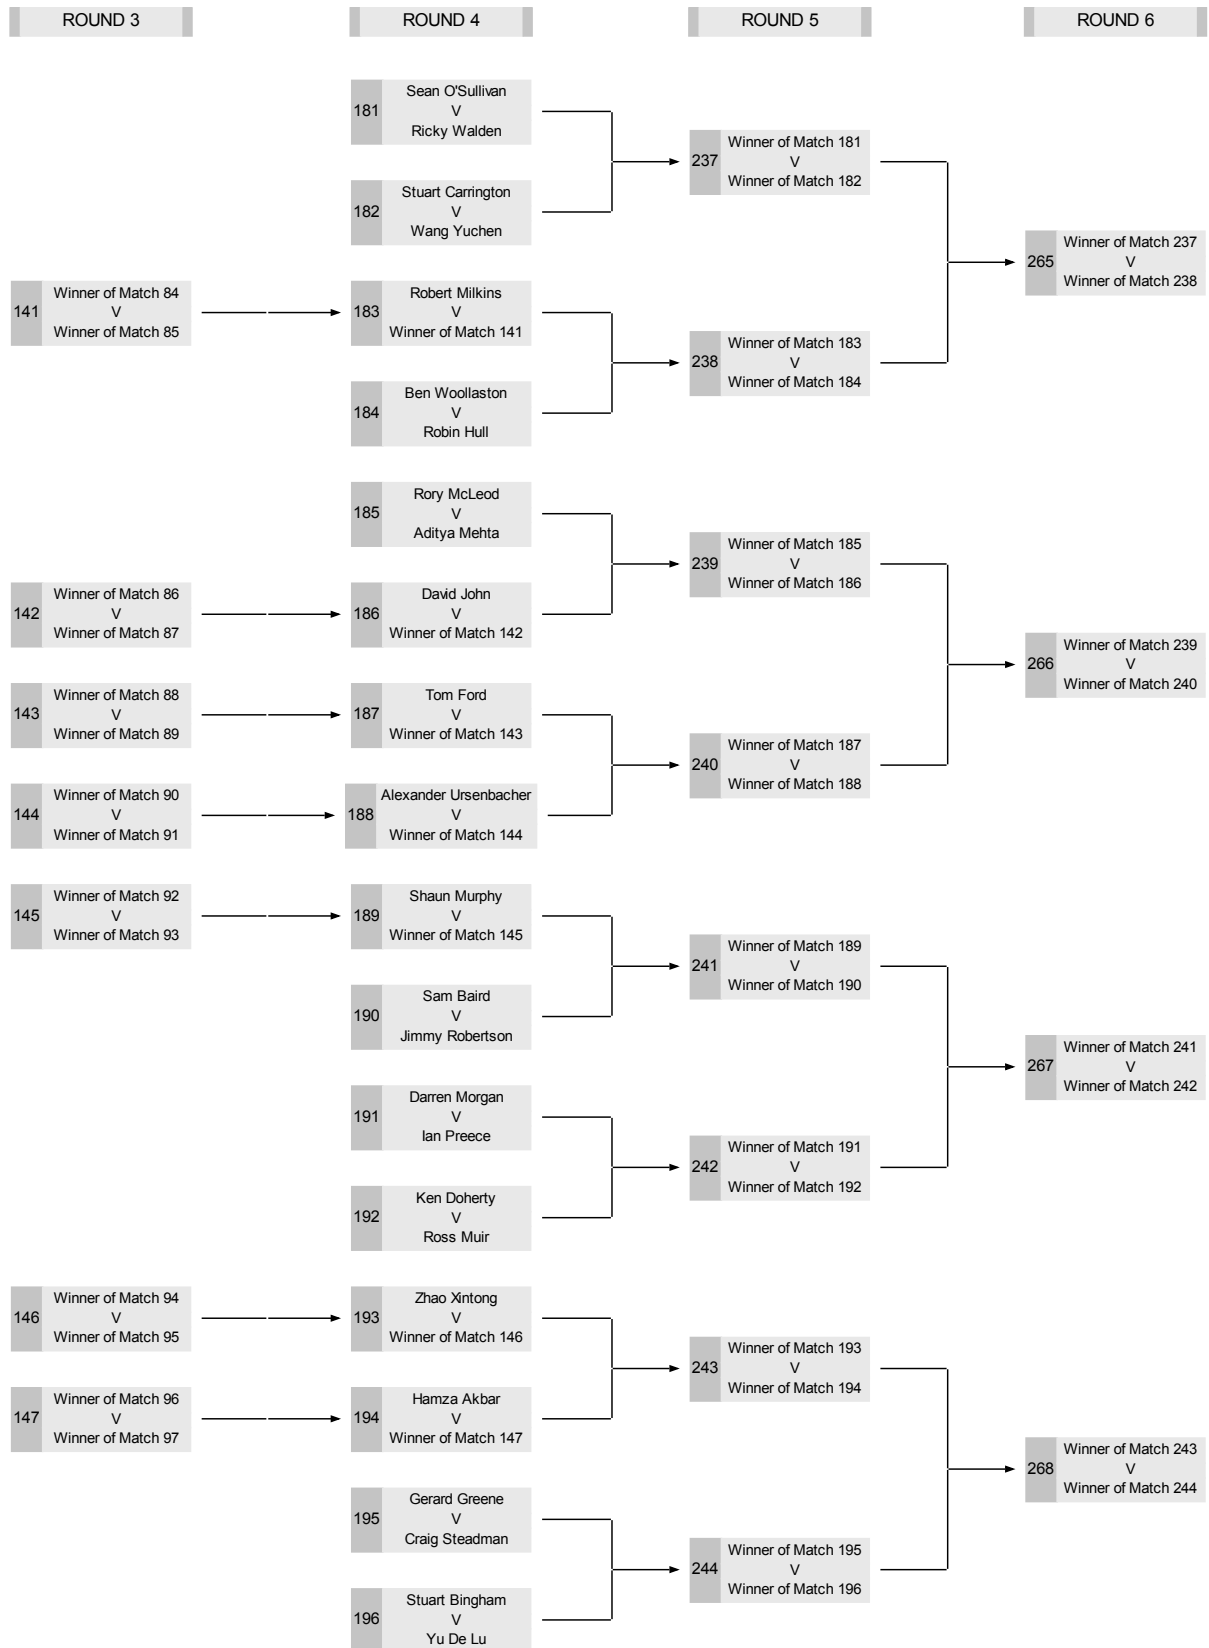 ROUND 3
ROUND 4
ROUND 5
ROUND 6
181
Sean O'Sullivan
V
Ricky Walden
182
Stuart Carrington
V
Wang Yuchen
237
Winner of Match 181
V
Winner of Match 182
141
Winner of Match 84
V
Winner of Match 85
183
Robert Milkins
V
Winner of Match 141
184
Ben Woollaston
V
Robin Hull
238
Winner of Match 183
V
Winner of Match 184
265
Winner of Match 237
V
Winner of Match 238
185
Rory McLeod
V
Aditya Mehta
142
Winner of Match 86
V
Winner of Match 87
186
David John
V
Winner of Match 142
239
Winner of Match 185
V
Winner of Match 186
143
Winner of Match 88
V
Winner of Match 89
187
Tom Ford
V
Winner of Match 143
144
Winner of Match 90
V
Winner of Match 91
188
Alexander Ursenbacher
V
Winner of Match 144
240
Winner of Match 187
V
Winner of Match 188
266
Winner of Match 239
V
Winner of Match 240
145
Winner of Match 92
V
Winner of Match 93
189
Shaun Murphy
V
Winner of Match 145
190
Sam Baird
V
Jimmy Robertson
241
Winner of Match 189
V
Winner of Match 190
191
Darren Morgan
V
Ian Preece
192
Ken Doherty
V
Ross Muir
242
Winner of Match 191
V
Winner of Match 192
267
Winner of Match 241
V
Winner of Match 242
146
Winner of Match 94
V
Winner of Match 95
193
Zhao Xintong
V
Winner of Match 146
147
Winner of Match 96
V
Winner of Match 97
194
Hamza Akbar
V
Winner of Match 147
243
Winner of Match 193
V
Winner of Match 194
195
Gerard Greene
V
Craig Steadman
196
Stuart Bingham
V
Yu De Lu
244
Winner of Match 195
V
Winner of Match 196
268
Winner of Match 243
V
Winner of Match 244